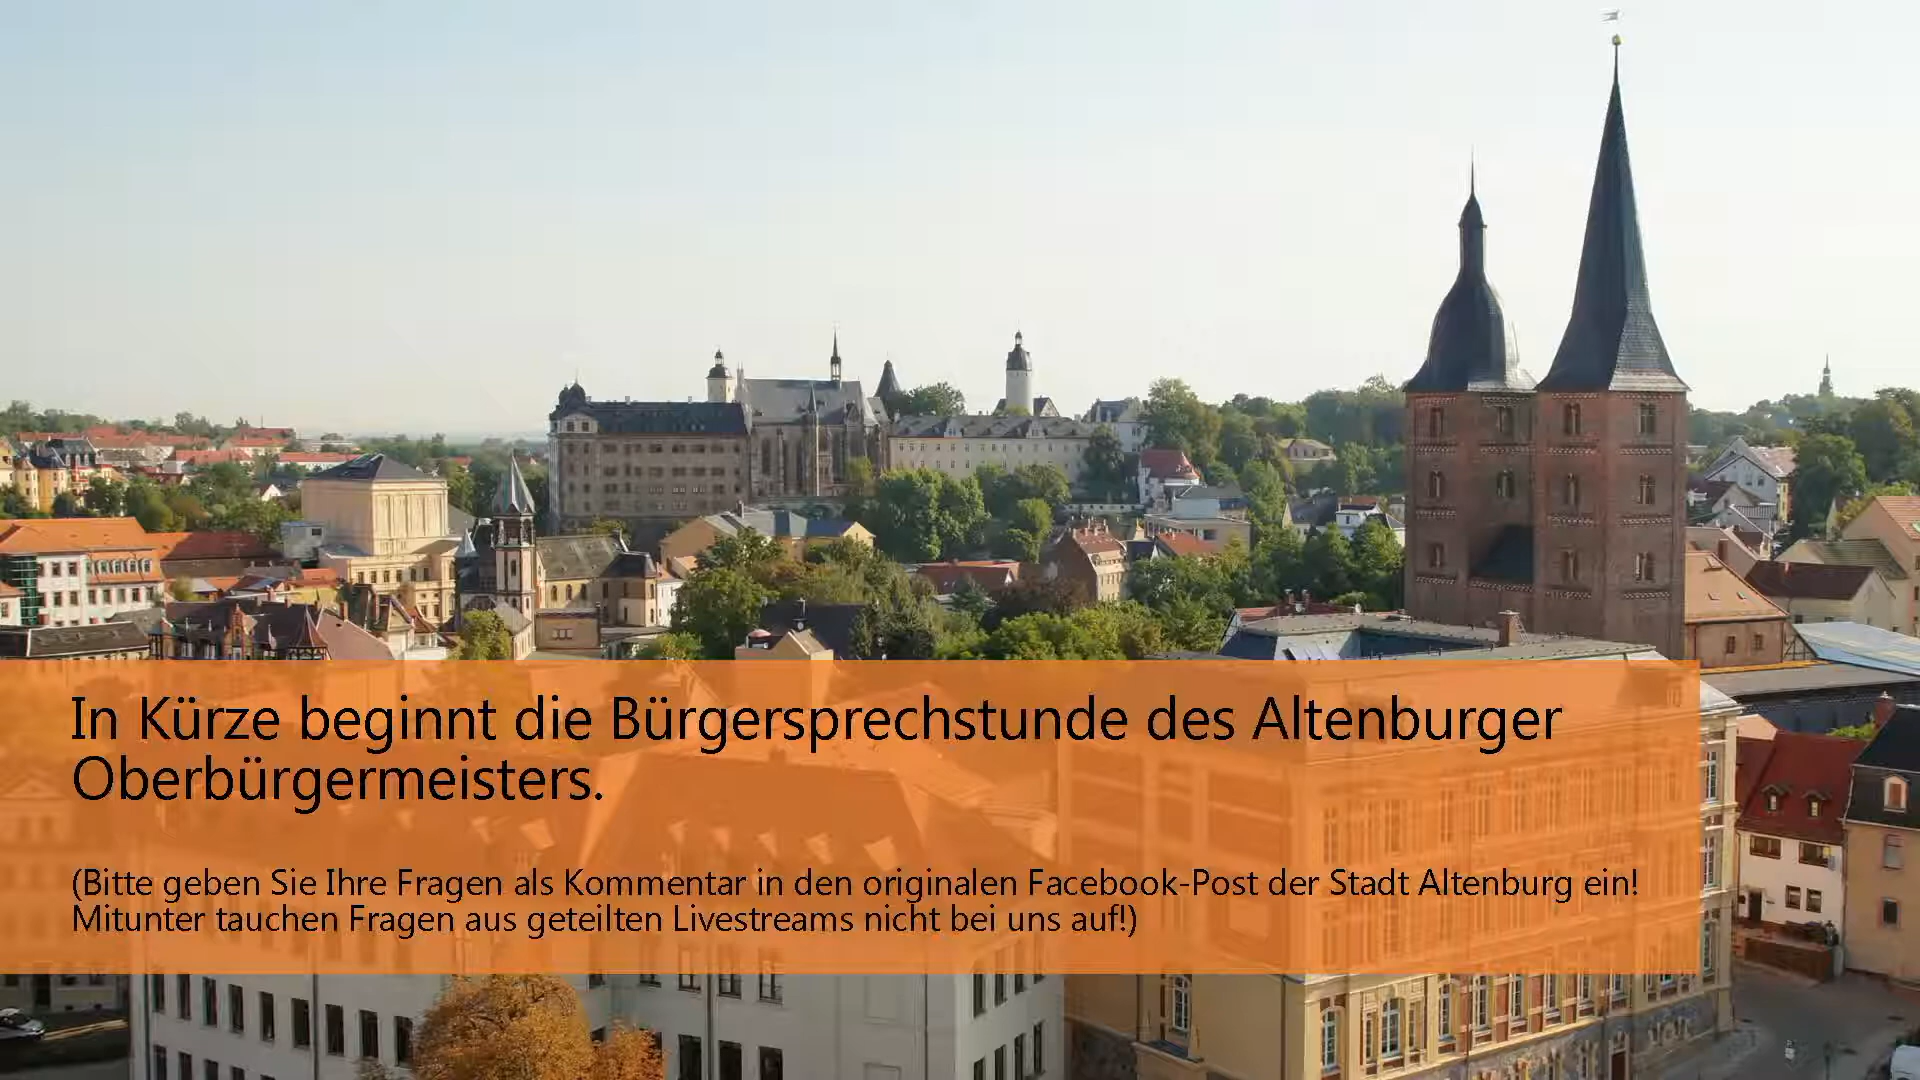 In Kürze beginnt die Bürgersprechstunde des Altenburger
Oberbürgermeisters.
(Bitte geben Sie Ihre Fragen als Kommentar in den originalen Facebook-Post der Stadt Altenburg ein!
Mitunter tauchen Fragen aus geteilten Livestreams nicht bei uns auf!)